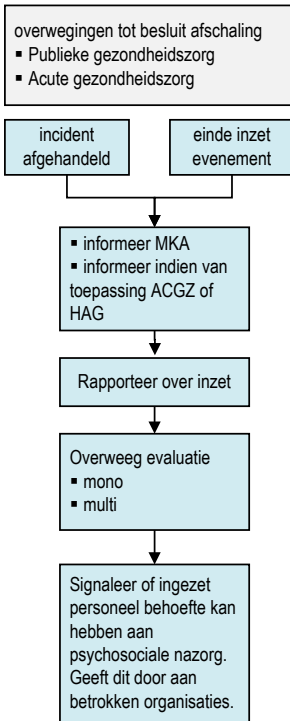 overwegingen tot besluit afschaling
▪ Publieke gezondheidszorg
▪ Acute gezondheidszorg
incident
afgehandeld
einde inzet
evenement
▪ informeer MKA
▪ informeer indien van
toepassing ACGZ of
HAG
Rapporteer over inzet
Overweeg evaluatie
▪ mono
▪ multi
Signaleer of ingezet
personeel behoefte kan
hebben aan
psychosociale nazorg.
Geeft dit door aan
betrokken organisaties.